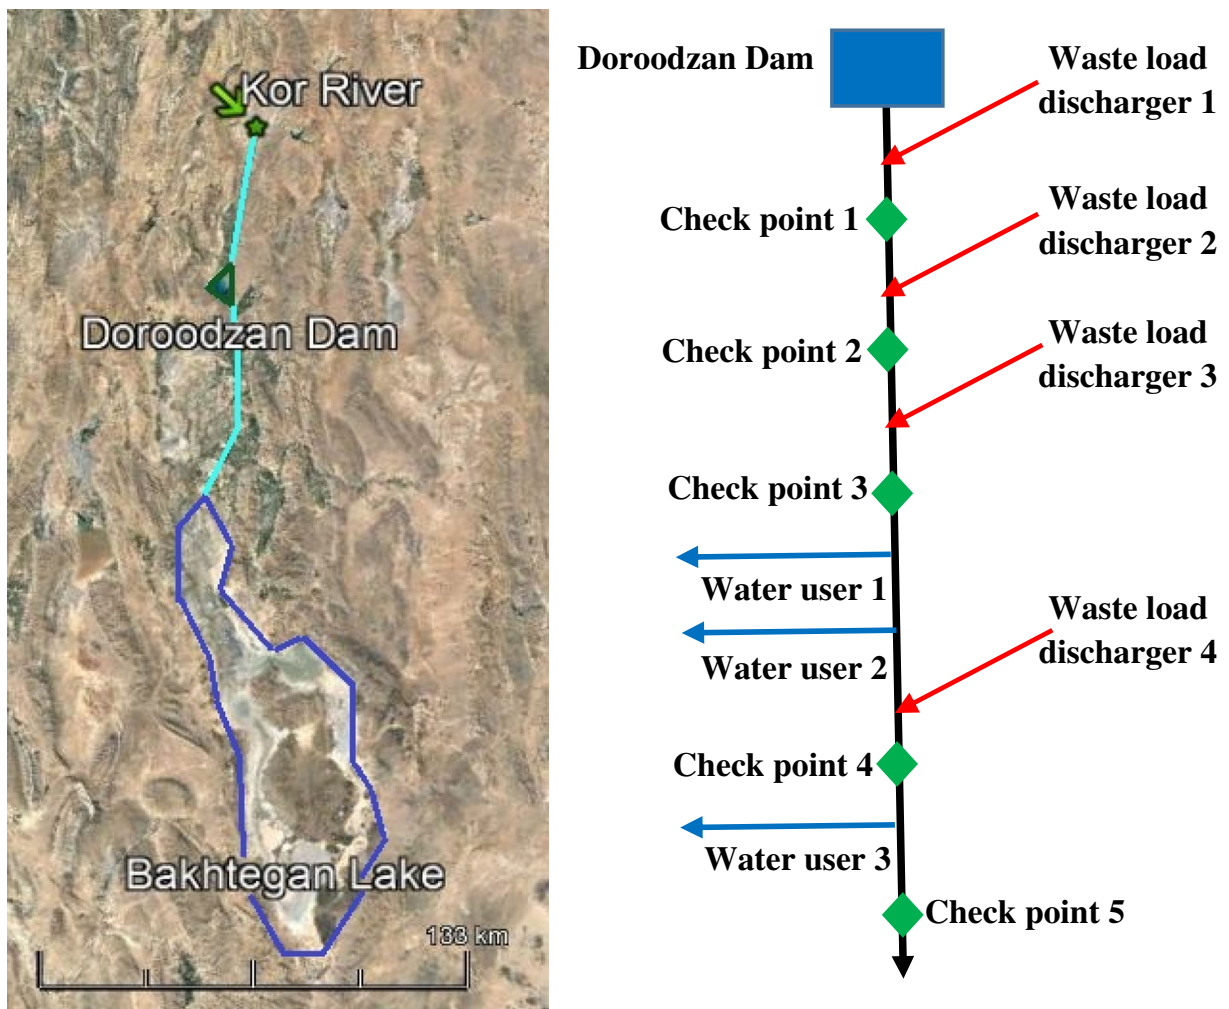 Kor River
Doroodzan Dam
Bakhtegan Lake
133 km
Doroodzan Dam
Waste load
discharger 1
Check point 1
Waste load
discharger 2
Check point 2
Waste load
discharger 3
Check point 3
Water user 1
Waste load
discharger 4
Water user 2
Check point 4
Water user 3
Check point 5